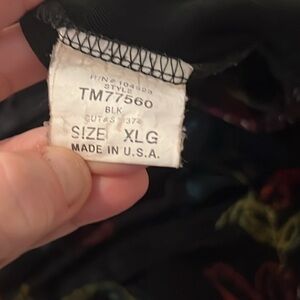 STYLE
TM77560
BLK
SIZE XLG
MADE IN U.S.A.